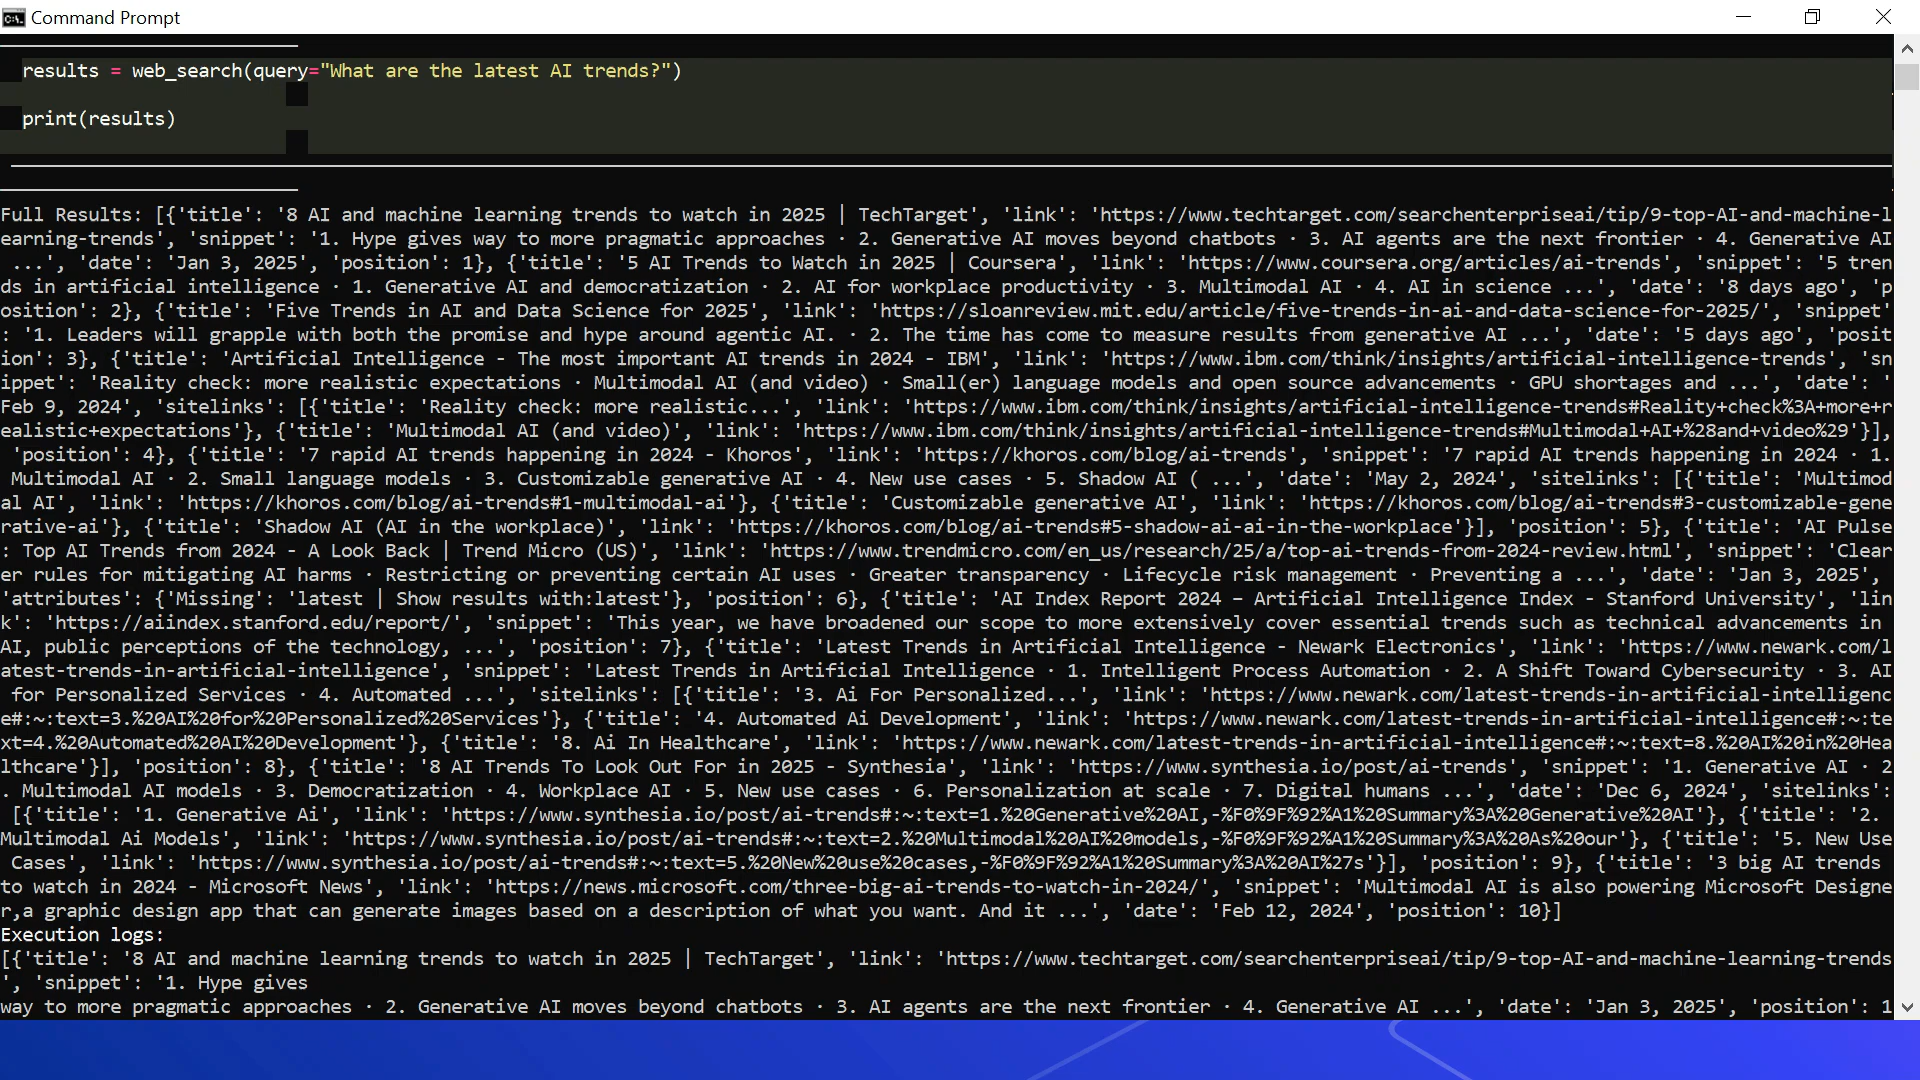 Command Prompt
results = web_search(query="What are the latest AI trends?")
print(results)
Full Results: [{'title': '8 AI and machine learning trends to watch in 2025 | TechTarget', 'link': 'https://www.techtarget.com/searchenterpriseai/tip/9-top-AI-and-machine-l
earning-trends', 'snippet': '1. Hype gives way to more pragmatic approaches · 2. Generative AI moves beyond chatbots · 3. AI agents are the next frontier · 4. Generative AI
...', 'date': 'Jan 3, 2025', 'position': 1}, {'title': '5 AI Trends to Watch in 2025 | Coursera', 'link': 'https://www.coursera.org/articles/ai-trends', 'snippet': '5 tren
ds in artificial intelligence · 1. Generative AI and democratization · 2. AI for workplace productivity · 3. Multimodal AI · 4. AI in science ...', 'date': '8 days ago', 'p
osition': 2}, {'title': 'Five Trends in AI and Data Science for 2025', 'link': 'https://sloanreview.mit.edu/article/five-trends-in-ai-and-data-science-for-2025/', 'snippet'
: '1. Leaders will grapple with both the promise and hype around agentic AI. · 2. The time has come to measure results from generative AI ...', 'date': '5 days ago', 'posit
ion': 3}, {'title': 'Artificial Intelligence - The most important AI trends in 2024 - IBM', 'link': 'https://www.ibm.com/think/insights/artificial-intelligence-trends', 'sn
ippet': 'Reality check: more realistic expectations · Multimodal AI (and video) · Small(er) language models and open source advancements · GPU shortages and ...', 'date': '
Feb 9, 2024', 'sitelinks': [{'title': 'Reality check: more realistic...', 'link': 'https://www.ibm.com/think/insights/artificial-intelligence-trends#Reality+check%3A+more+r
ealistic+expectations'}, {'title': 'Multimodal AI (and video)', 'link': 'https://www.ibm.com/think/insights/artificial-intelligence-trends#Multimodal+AI+%28and+video%29'}],
'position': 4}, {'title': '7 rapid AI trends happening in 2024 - Khoros', 'link': 'https://khoros.com/blog/ai-trends', 'snippet': '7 rapid AI trends happening in 2024 · 1.
Multimodal AI · 2. Small language models · 3. Customizable generative AI · 4. New use cases · 5. Shadow AI ( ...', 'date': 'May 2, 2024', 'sitelinks': [{'title': 'Multimod
al AI', 'link': 'https://khoros.com/blog/ai-trends#1-multimodal-ai'}, {'title': 'Customizable generative AI', 'link': 'https://khoros.com/blog/ai-trends#3-customizable-gene
rative-ai'}, {'title': 'Shadow AI (AI in the workplace)', 'link': 'https://khoros.com/blog/ai-trends#5-shadow-ai-ai-in-the-workplace'}], 'position': 5}, {'title': 'AI Pulse
: Top AI Trends from 2024 - A Look Back | Trend Micro (US)', 'link': 'https://www.trendmicro.com/en_us/research/25/a/top-ai-trends-from-2024-review.html', 'snippet': 'Clear
er rules for mitigating AI harms · Restricting or preventing certain AI uses · Greater transparency · Lifecycle risk management · Preventing a ...', 'date': 'Jan 3, 2025',
'attributes': {'Missing': 'latest | Show results with:latest'}, 'position': 6}, {'title': 'AI Index Report 2024 – Artificial Intelligence Index - Stanford University', 'lin
k': 'https://aiindex.stanford.edu/report/', 'snippet': 'This year, we have broadened our scope to more extensively cover essential trends such as technical advancements in
AI, public perceptions of the technology, ...', 'position': 7}, {'title': 'Latest Trends in Artificial Intelligence - Newark Electronics', 'link': 'https://www.newark.com/l
atest-trends-in-artificial-intelligence', 'snippet': 'Latest Trends in Artificial Intelligence · 1. Intelligent Process Automation · 2. A Shift Toward Cybersecurity · 3. AI
for Personalized Services · 4. Automated ...', 'sitelinks': [{'title': '3. Ai For Personalized...', 'link': 'https://www.newark.com/latest-trends-in-artificial-intelligenc
e#:~:text=3.%20AI%20for%20Personalized%20Services'}, {'title': '4. Automated Ai Development', 'link': 'https://www.newark.com/latest-trends-in-artificial-intelligence#:~:te
xt=4.%20Automated%20AI%20Development'}, {'title': '8. Ai In Healthcare', 'link': 'https://www.newark.com/latest-trends-in-artificial-intelligence#:~:text=8.%20AI%20in%20Hea
lthcare'}], 'position': 8}, {'title': '8 AI Trends To Look Out For in 2025 - Synthesia', 'link': 'https://www.synthesia.io/post/ai-trends', 'snippet': '1. Generative AI · 2
. Multimodal AI models · 3. Democratization · 4. Workplace AI · 5. New use cases · 6. Personalization at scale · 7. Digital humans ...', 'date': 'Dec 6, 2024', 'sitelinks':
[{'title': '1. Generative Ai', 'link': 'https://www.synthesia.io/post/ai-trends#:~:text=1.%20Generative%20AI,-%F0%9F%92%A1%20Summary%3A%20Generative%20AI'}, {'title': '2.
Multimodal Ai Models', 'link': 'https://www.synthesia.io/post/ai-trends#:~:text=2.%20Multimodal%20AI%20models,-%F0%9F%92%A1%20Summary%3A%20As%20our'}, {'title': '5. New Use
Cases', 'link': 'https://www.synthesia.io/post/ai-trends#:~:text=5.%20New%20use%20cases,-%F0%9F%92%A1%20Summary%3A%20AI%27s'}], 'position': 9}, {'title': '3 big AI trends
to watch in 2024 - Microsoft News', 'link': 'https://news.microsoft.com/three-big-ai-trends-to-watch-in-2024/', 'snippet': 'Multimodal AI is also powering Microsoft Designe
r,a graphic design app that can generate images based on a description of what you want. And it ...', 'date': 'Feb 12, 2024', 'position': 10}]
Execution logs:
[{'title': '8 AI and machine learning trends to watch in 2025 | TechTarget', 'link': 'https://www.techtarget.com/searchenterpriseai/tip/9-top-AI-and-machine-learning-trends
', 'snippet': '1. Hype gives
way to more pragmatic approaches · 2. Generative AI moves beyond chatbots · 3. AI agents are the next frontier · 4. Generative AI ...', 'date': 'Jan 3, 2025', 'position': 1